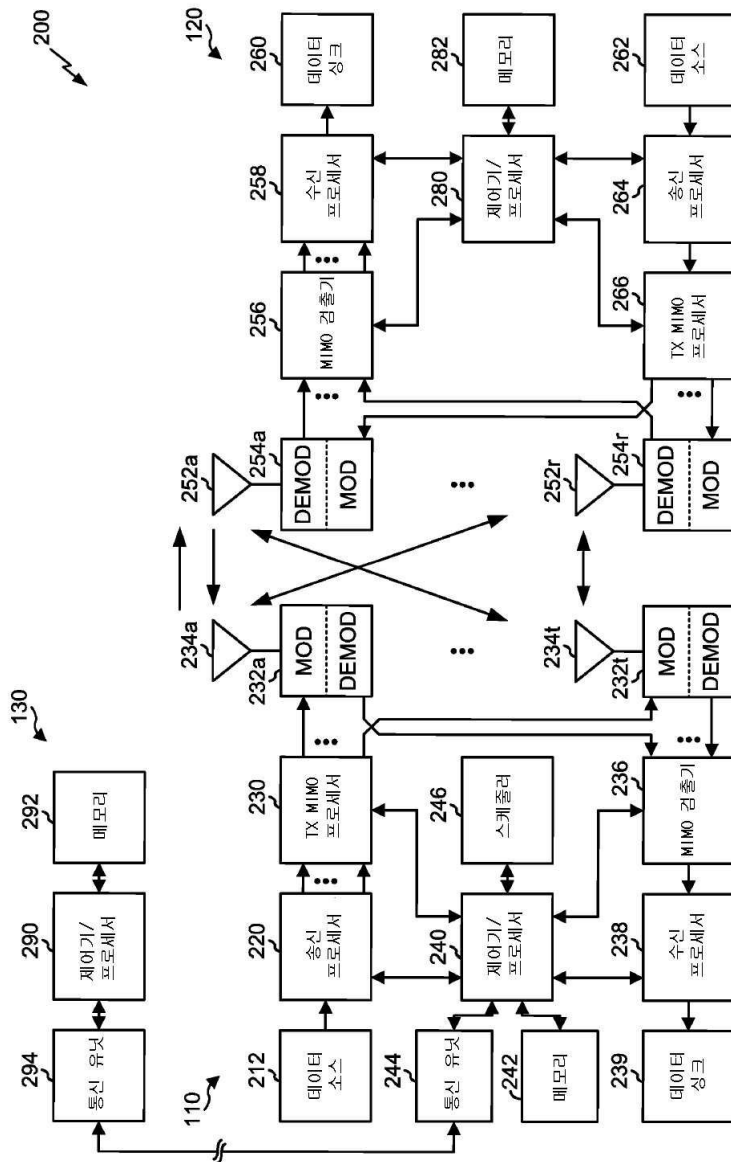 200
130
294
통신 유닛
290
제어기/
프로세서
292
메모리
110
212
데이터
소스
220
송신
프로세서
230
TX MIMO
프로세서
232a
MOD
DEMOD
234a
252a
254a
DEMOD
MOD
256
MIMO 검출기
258
수신
프로세서
260
데이터
싱크
120
244
통신 유닛
242
메모리
240
제어기/
프로세서
246
스케줄러
280
제어기/
프로세서
282
메모리
239
데이터
싱크
238
수신
프로세서
236
MIMO 검출기
232t
MOD
DEMOD
234t
252r
254r
DEMOD
MOD
266
TX MIMO
프로세서
264
송신
프로세서
262
데이터
소스